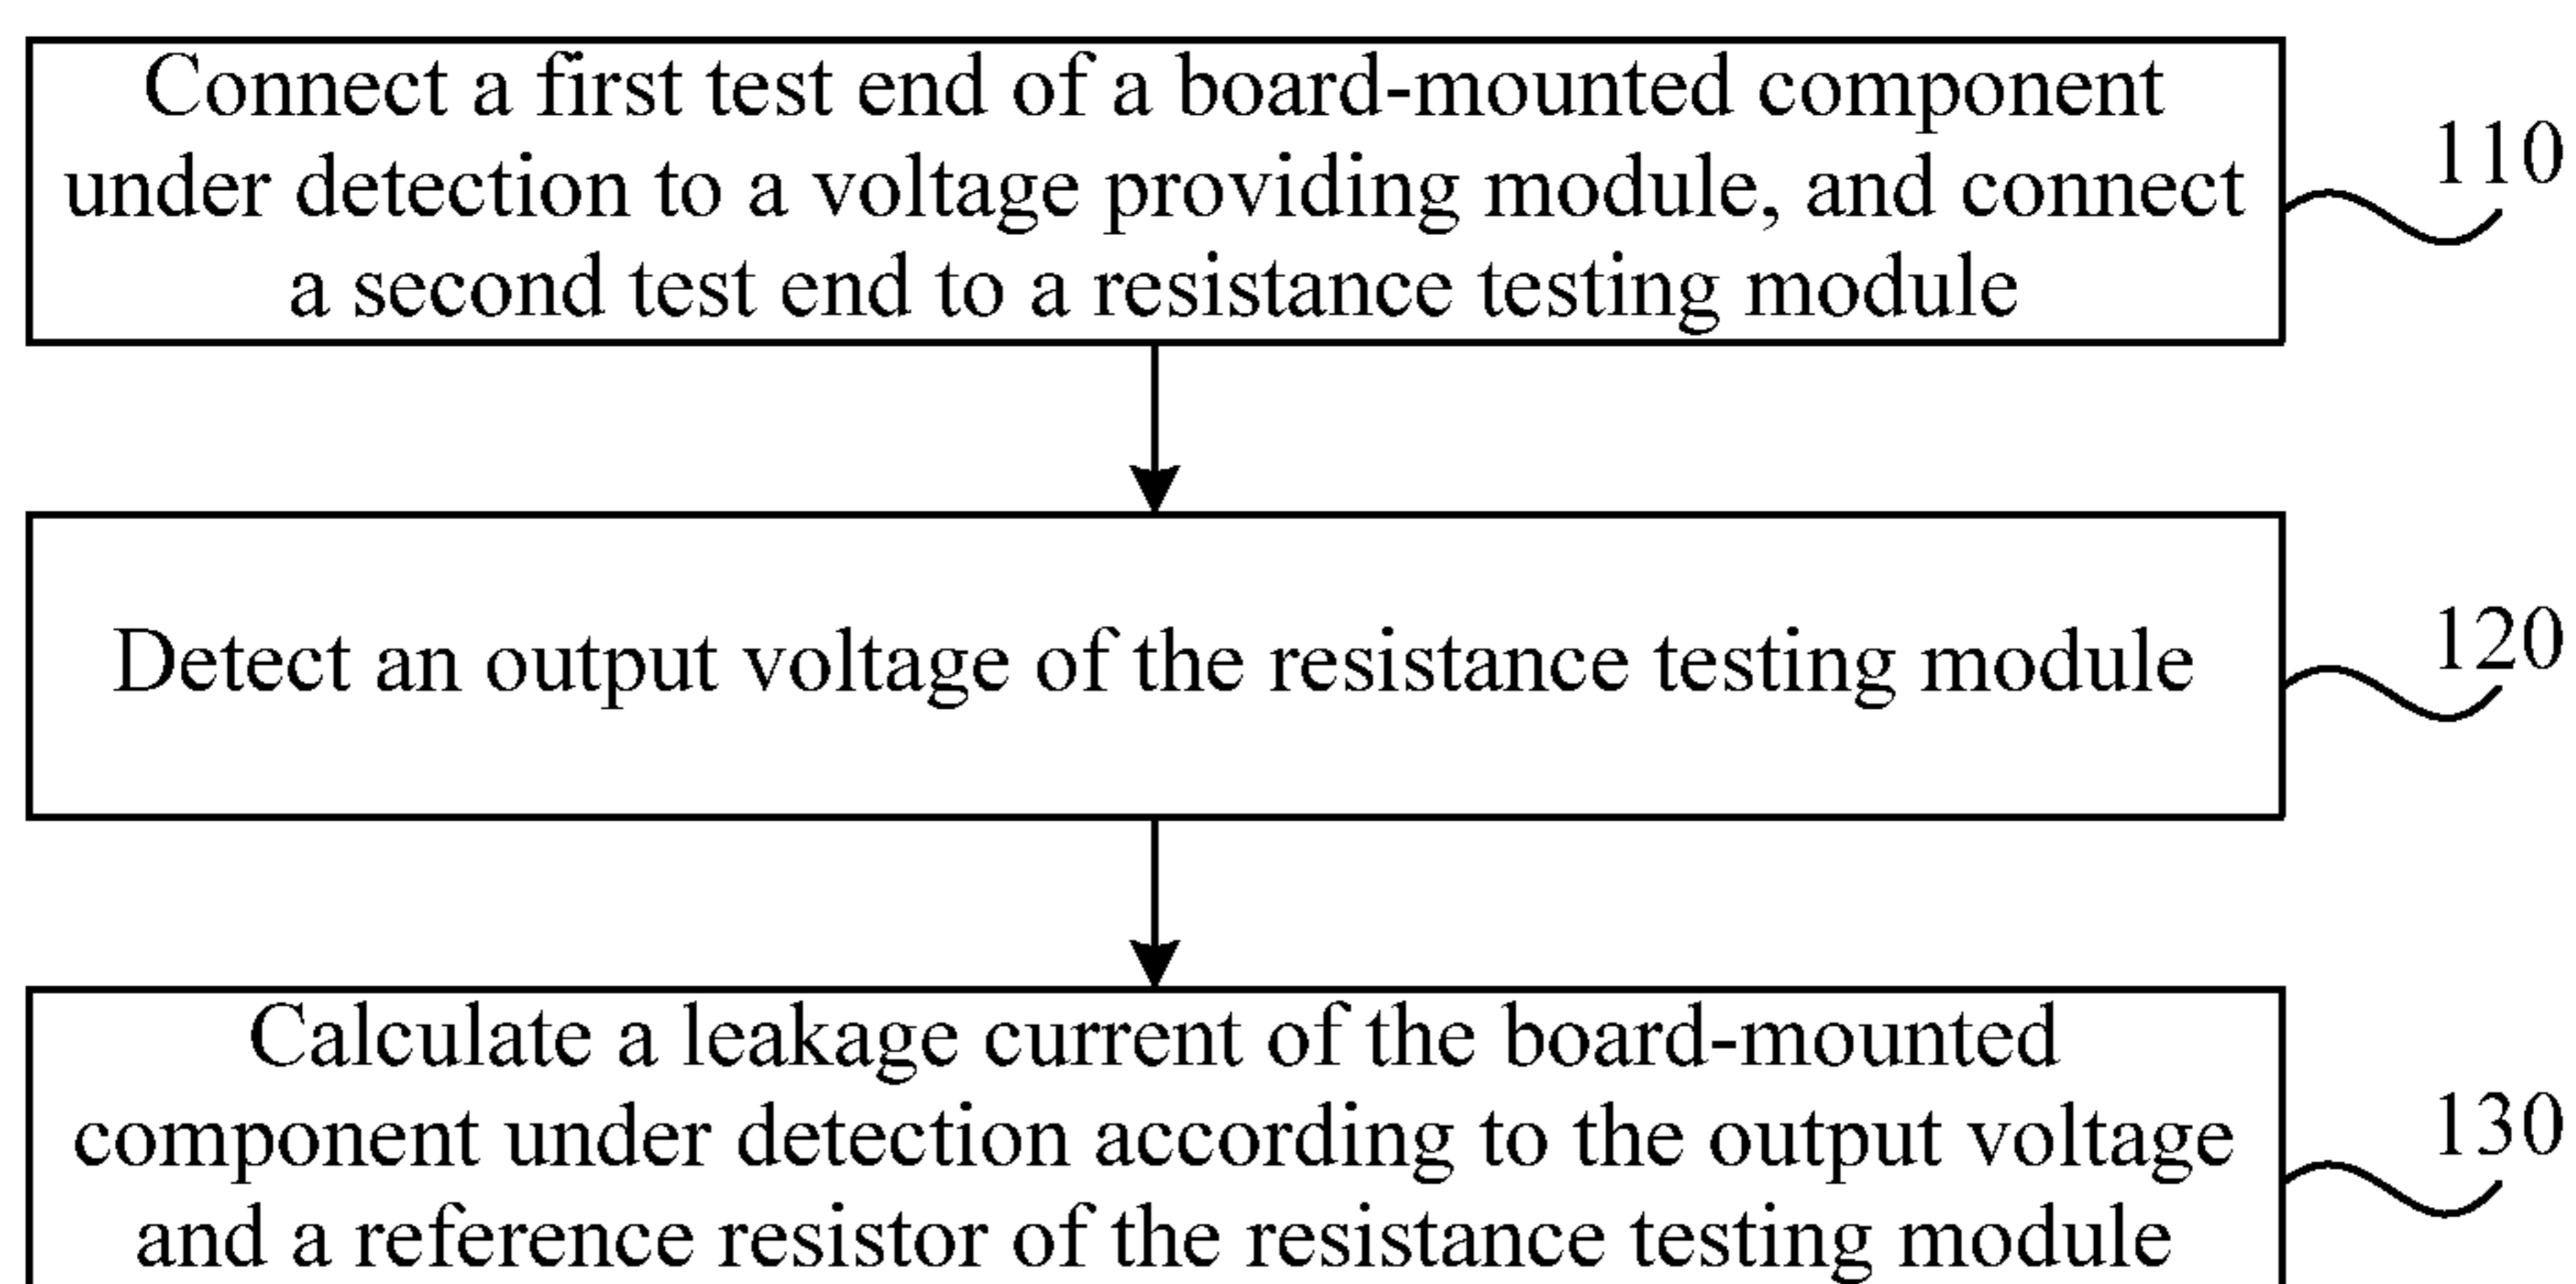 Connect a first test end of a board-mounted component
under detection to a voltage providing module, and connect
a second test end to a resistance testing module
110
Detect an output voltage of the resistance testing module
120
Calculate a leakage current of the board-mounted
component under detection according to the output voltage
and a reference resistor of the resistance testing module
130